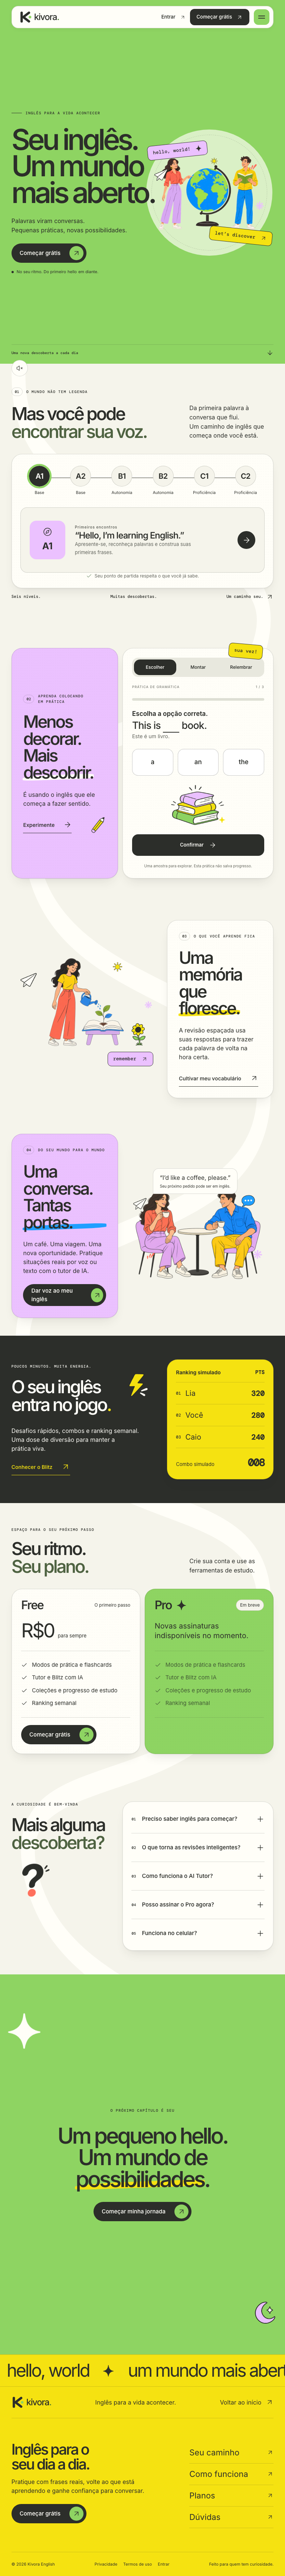 kivora.
Entrar
Começar grátis
INGLÊS PARA A VIDA ACONTECER
Seu inglês.
Um mundo
mais aberto.
hello, world!
let's discover
Palavras viram conversas.
Pequenas práticas, novas possibilidades.
Começar grátis
No seu ritmo. Do primeiro hello em diante.
Uma nova descoberta a cada dia
01 O MUNDO NÃO TEM LEGENDA
Mas você pode
encontrar sua voz.
Da primeira palavra à
conversa que flui.
Um caminho de inglês que
começa onde você está.
A1 A2 B1 B2 C1 C2
Base Base Autonomia Autonomia Proficiência Proficiência
A1
Primeiros encontros
“Hello, I'm learning English.”
Apresente-se, reconheça palavras e construa suas
primeiras frases.
Seu ponto de partida respeita o que você já sabe.
Seis níveis.
Muitas descobertas.
Um caminho seu.
02 APRENDA COLOCANDO
EM PRÁTICA
Menos
decorar.
Mais
descobrir.
É usando o inglês que ele
começa a fazer sentido.
Experimente
sua vez!
Escolher Montar Relembrar
PRÁTICA DE GRAMÁTICA
1 / 3
Escolha a opção correta.
This is ___ book.
Este é um livro.
a an the
Confirmar
Uma amostra para explorar. Esta prática não salva progresso.
remember
03 O QUE VOCÊ APRENDE FICA
Uma
memória
que
floresce.
A revisão espaçada usa
suas respostas para trazer
cada palavra de volta na
hora certa.
Cultivar meu vocabulário
04 DO SEU MUNDO PARA O MUNDO
Uma
conversa.
Tantas
portas.
Um café. Uma viagem. Uma
nova oportunidade. Pratique
situações reais por voz ou
texto com o tutor de IA.
Dar voz ao meu
inglês
“I'd like a coffee, please.”
Seu próximo pedido pode ser em inglês.
POUCOS MINUTOS. MUITA ENERGIA.
O seu inglês
entra no jogo.
Desafios rápidos, combos e ranking semanal.
Uma dose de diversão para manter a
prática viva.
Conhecer o Blitz
Ranking simulado PTS
01 Lia 320
02 Você 280
03 Caio 240
Combo simulado 008
ESPAÇO PARA O SEU PRÓXIMO PASSO
Seu ritmo.
Seu plano.
Crie sua conta e use as
ferramentas de estudo.
Free
O primeiro passo
R$0 para sempre
Modos de prática e flashcards
Tutor e Blitz com IA
Coleções e progresso de estudo
Ranking semanal
Começar grátis
Pro
Em breve
Novas assinaturas
indisponíveis no momento.
Modos de prática e flashcards
Tutor e Blitz com IA
Coleções e progresso de estudo
Ranking semanal
A CURIOSIDADE É BEM-VINDA
Mais alguma
descoberta?
01 Preciso saber inglês para começar?
02 O que torna as revisões inteligentes?
03 Como funciona o AI Tutor?
04 Posso assinar o Pro agora?
05 Funciona no celular?
O PRÓXIMO CAPÍTULO É SEU
Um pequeno hello.
Um mundo de
possibilidades.
Começar minha jornada
hello, world
um mundo mais abert
kivora.
Inglês para a vida acontecer.
Voltar ao início
Inglês para o
seu dia a dia.
Pratique com frases reais, volte ao que está
aprendendo e ganhe confiança para conversar.
Começar grátis
Seu caminho
Como funciona
Planos
Dúvidas
© 2026 Kivora English
Privacidade Termos de uso Entrar
Feito para quem tem curiosidade.